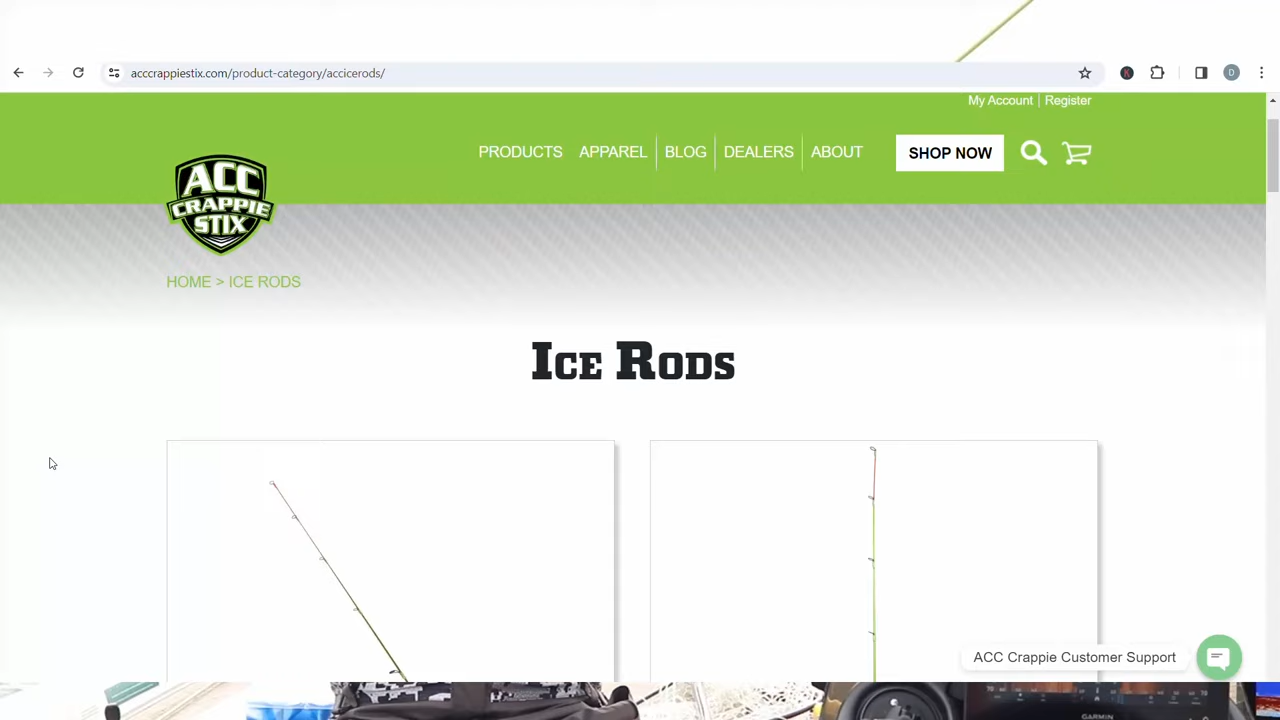 acccrappiestix.com/product-category/accicerods/
D
K
My Account | Register
PRODUCTS APPAREL BLOG DEALERS ABOUT SHOP NOW
ACC
CRAPPIE
STIX
HOME > ICE RODS
ICE RODS
ACC Crappie Customer Support
GARMIN